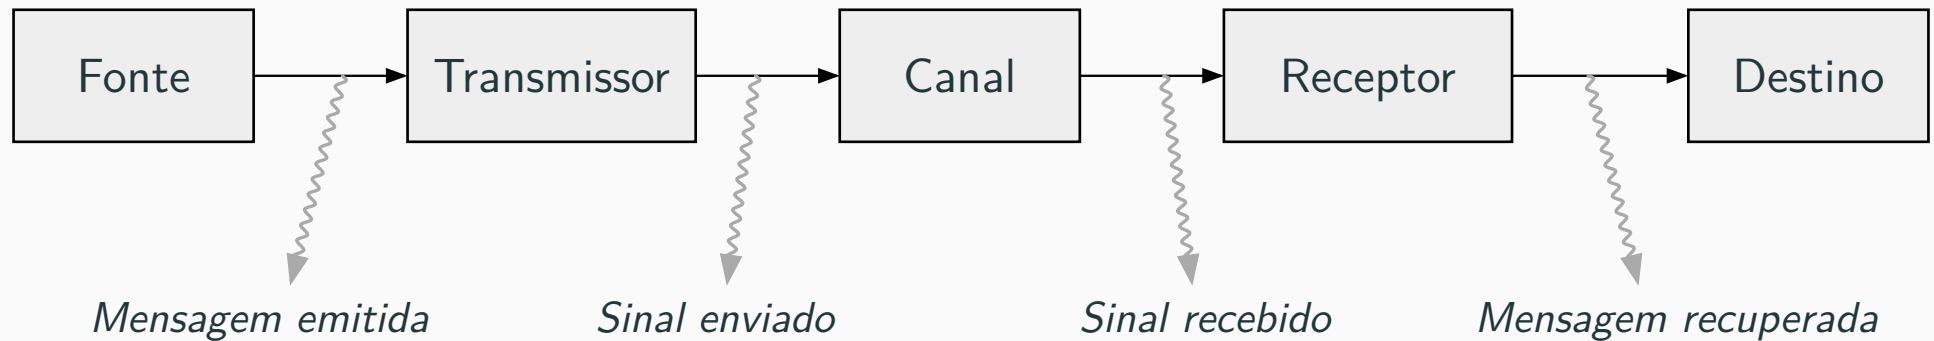 Fonte Transmissor Canal Receptor Destino
Mensagem emitida Sinal enviado Sinal recebido Mensagem recuperada